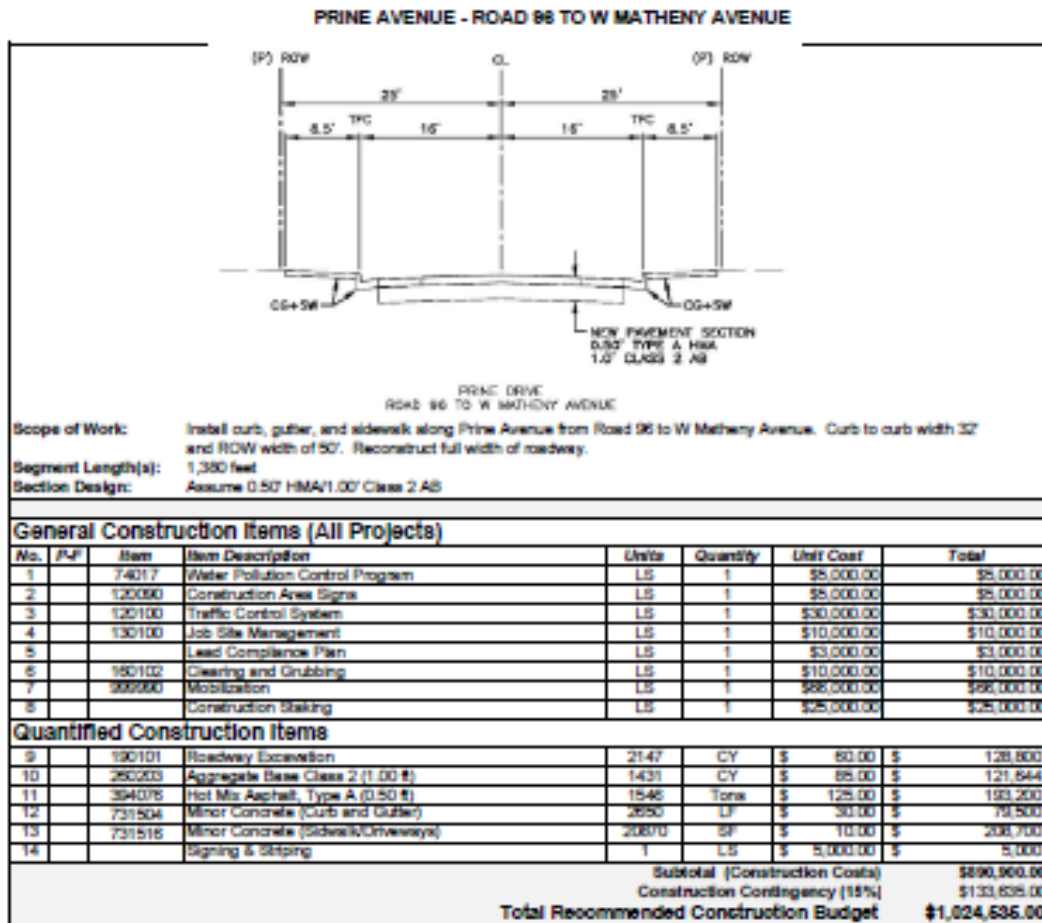 PRINE AVENUE - ROAD 96 TO W MATHENY AVENUE
(P) ROW CL (P) ROW
25' 25'
8.5' TFC 16' 16' TFC 8.5'
CG+SW CG+SW
NEW PAVEMENT SECTION
0.50' TYPE A HMA
1.0' CLASS 2 AB
PRINE DRIVE
ROAD 96 TO W MATHENY AVENUE
Scope of Work: Install curb, gutter, and sidewalk along Prine Avenue from Road 96 to W Matheny Avenue. Curb to curb width 32'
and ROW width of 50'. Reconstruct full width of roadway.
Segment Length(s): 1,380 feet
Section Design: Assume 0.50' HMA/1.00' Class 2 AB
General Construction Items (All Projects)
No. P-F Item Item Description Units Quantity Unit Cost Total
1 74017 Water Pollution Control Program LS 1 $5,000.00 $5,000.00
2 120090 Construction Area Signs LS 1 $5,000.00 $5,000.00
3 120100 Traffic Control System LS 1 $30,000.00 $30,000.00
4 130100 Job Site Management LS 1 $10,000.00 $10,000.00
5 Lead Compliance Plan LS 1 $3,000.00 $3,000.00
6 160102 Clearing and Grubbing LS 1 $10,000.00 $10,000.00
7 999990 Mobilization LS 1 $66,000.00 $66,000.00
8 Construction Staking LS 1 $25,000.00 $25,000.00
Quantified Construction Items
9 190101 Roadway Excavation 2147 CY $ 60.00 $ 128,800
10 260203 Aggregate Base Class 2 (1.00 ft) 1431 CY $ 85.00 $ 121,644
11 394076 Hot Mix Asphalt, Type A (0.50 ft) 1546 Tons $ 125.00 $ 193,200
12 731504 Minor Concrete (Curb and Gutter) 2650 LF $ 30.00 $ 79,500
13 731516 Minor Concrete (Sidewalk/Driveways) 20870 SF $ 10.00 $ 208,700
14 Signing & Striping 1 LS $ 5,000.00 $ 5,000
Subtotal (Construction Costs) $890,900.00
Construction Contingency (15%) $133,635.00
Total Recommended Construction Budget $1,024,535.00